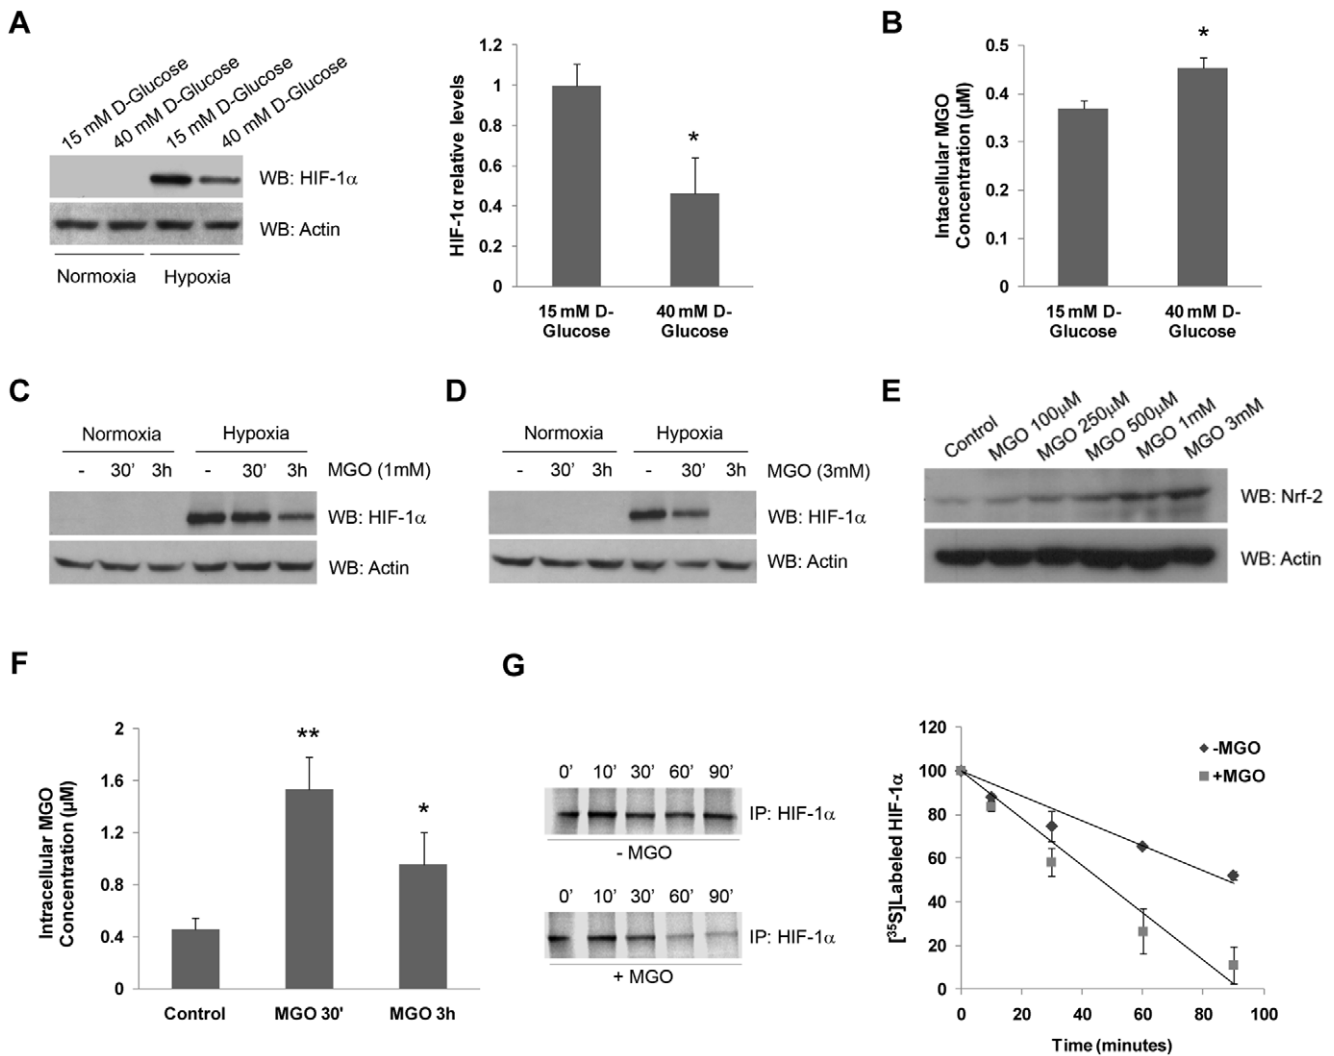 A
15 mM D-Glucose
40 mM D-Glucose
15 mM D-Glucose
40 mM D-Glucose
WB: HIF-1α
WB: Actin
Normoxia Hypoxia
HIF-1α relative levels
1.2
1
0.8
0.6
0.4
0.2
0
*
15 mM D-
Glucose
40 mM D-
Glucose
B
Intacellular MGO
Concentration (µM)
0.5
0.4
0.3
0.2
0.1
0
*
15 mM D-
Glucose
40 mM D-
Glucose
C
Normoxia Hypoxia
- 30' 3h - 30' 3h MGO (1mM)
WB: HIF-1α
WB: Actin
D
Normoxia Hypoxia
- 30' 3h - 30' 3h MGO (3mM)
WB: HIF-1α
WB: Actin
E
Control
MGO 100µM
MGO 250µM
MGO 500µM
MGO 1mM
MGO 3mM
WB: Nrf-2
WB: Actin
F
Intracellular MGO
Concentration (µM)
2
1.6
1.2
0.8
0.4
0
**
*
Control MGO 30' MGO 3h
G
0' 10' 30' 60' 90'
IP: HIF-1α
- MGO
0' 10' 30' 60' 90'
IP: HIF-1α
+ MGO
[³⁵S]Labeled HIF-1α
120
100
80
60
40
20
0
-MGO
+MGO
0 20 40 60 80 100
Time (minutes)